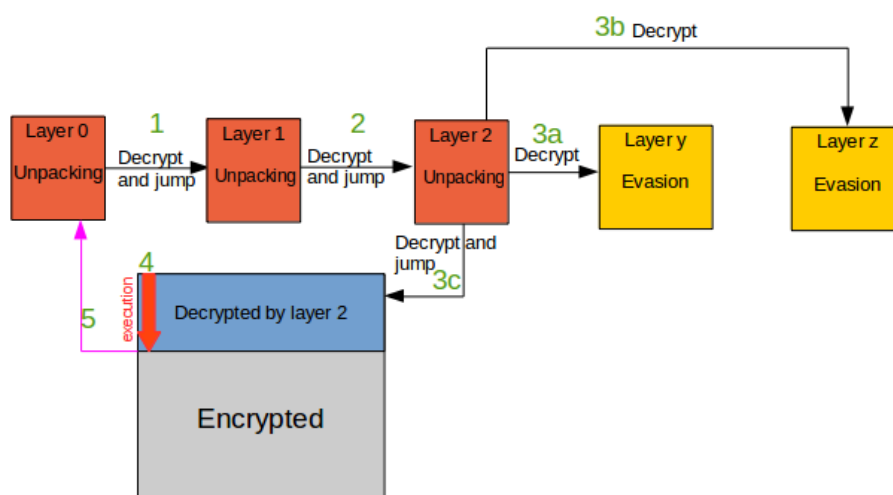 3b Decrypt
Layer 0
Unpacking
1
Decrypt
and jump
Layer 1
Unpacking
2
Decrypt
and jump
Layer 2
Unpacking
3a
Decrypt
Layer y
Evasion
Layer z
Evasion
Decrypt and
jump
3c
4
execution
5
Decrypted by layer 2
Encrypted